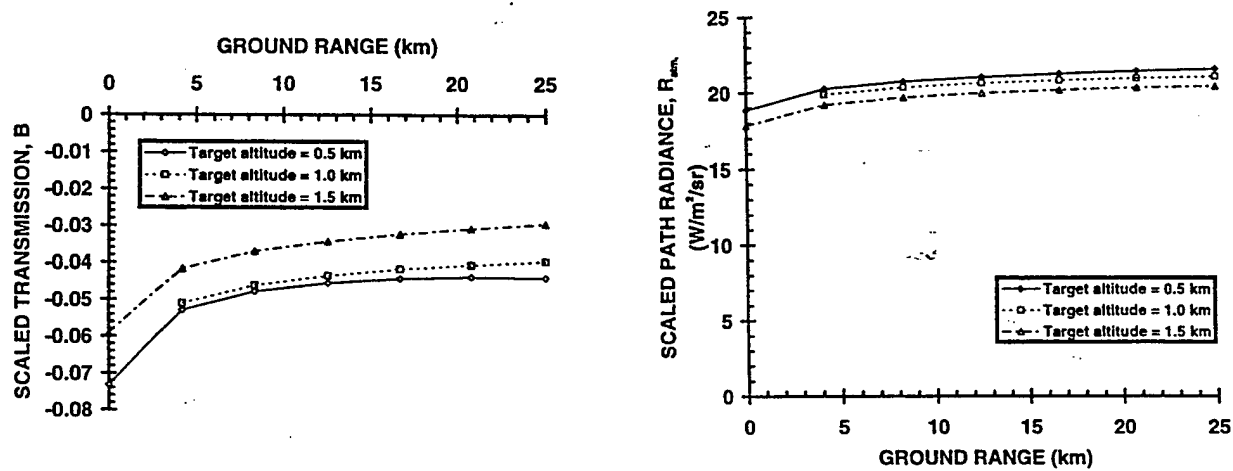 GROUND RANGE (km)
0 5 10 15 20 25
0
-0.01
-0.02
-0.03
-0.04
-0.05
-0.06
-0.07
-0.08
SCALED TRANSMISSION, B
Target altitude = 0.5 km
Target altitude = 1.0 km
Target altitude = 1.5 km
25
20
15
10
5
0
SCALED PATH RADIANCE, R_atm,
(W/m²/sr)
Target altitude = 0.5 km
Target altitude = 1.0 km
Target altitude = 1.5 km
0 5 10 15 20 25
GROUND RANGE (km)